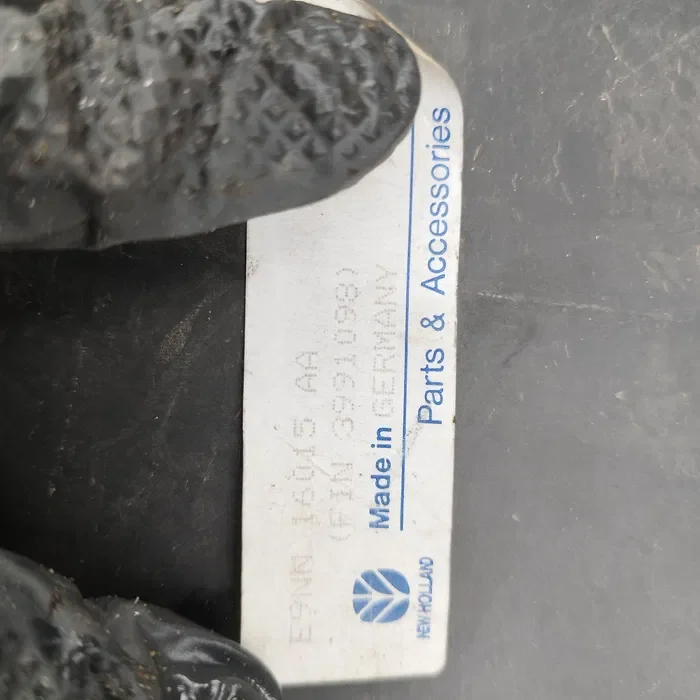 E9NN 16015 AA
(FIN 3991098)
Made in GERMANY
Parts & Accessories
NEW HOLLAND